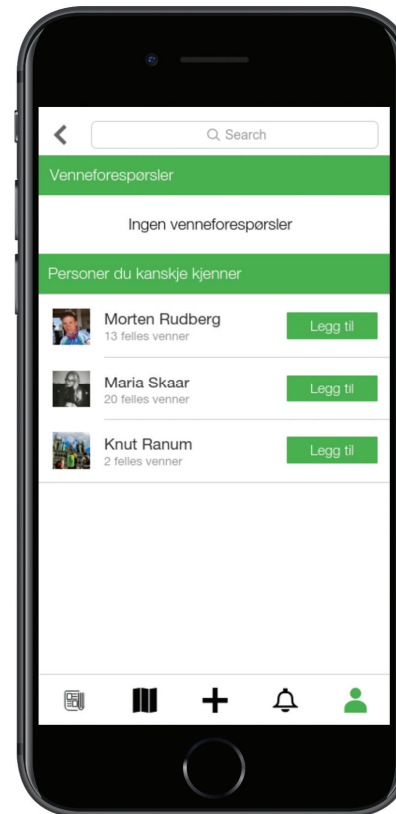 Search
Venneforespørsler
Ingen venneforespørsler
Personer du kanskje kjenner
Morten Rudberg
13 felles venner
Legg til
Maria Skaar
20 felles venner
Legg til
Knut Ranum
2 felles venner
Legg til